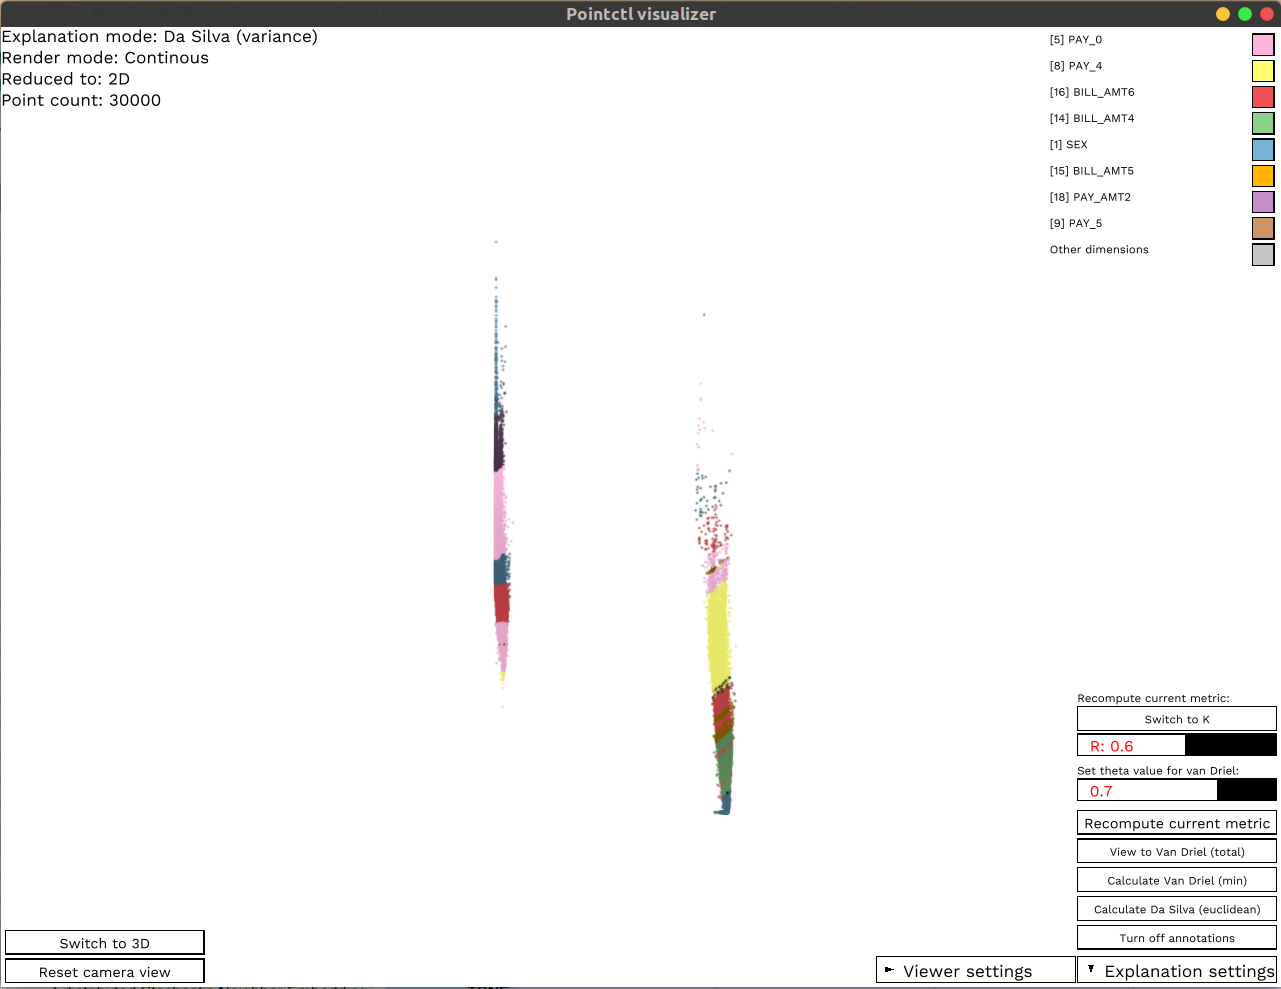 Pointctl visualizer
Explanation mode: Da Silva (variance)
Render mode: Continous
Reduced to: 2D
Point count: 30000
[5] PAY_0
[8] PAY_4
[16] BILL_AMT6
[14] BILL_AMT4
[1] SEX
[15] BILL_AMT5
[18] PAY_AMT2
[9] PAY_5
Other dimensions
Recompute current metric:
Switch to K
R: 0.6
Set theta value for van Driel:
0.7
Recompute current metric
View to Van Driel (total)
Calculate Van Driel (min)
Calculate Da Silva (euclidean)
Turn off annotations
Switch to 3D
Reset camera view
Viewer settings
Explanation settings